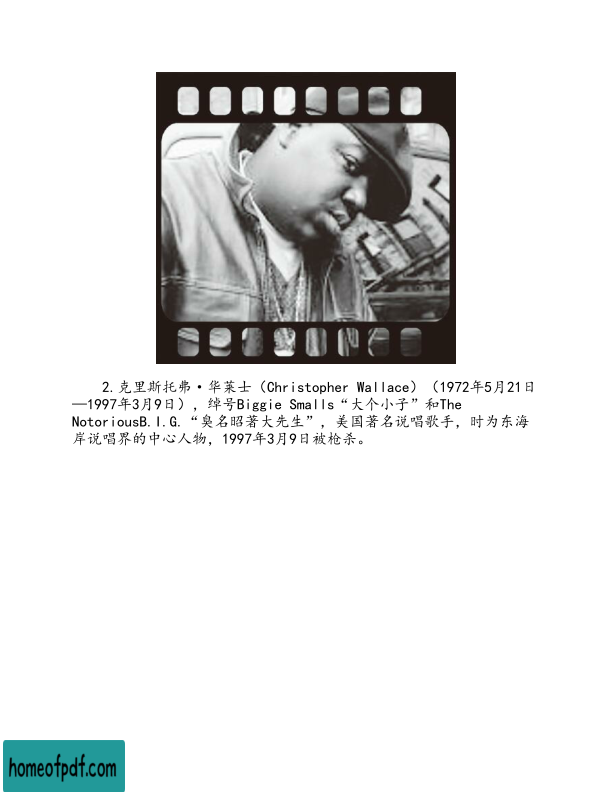 2.克里斯托弗·华莱士（Christopher Wallace）（1972年5月21日
—1997年3月9日），绰号Biggie Smalls“大个小子”和The
NotoriousB.I.G.“臭名昭著大先生”，美国著名说唱歌手，时为东海
岸说唱界的中心人物，1997年3月9日被枪杀。
homeofpdf.com